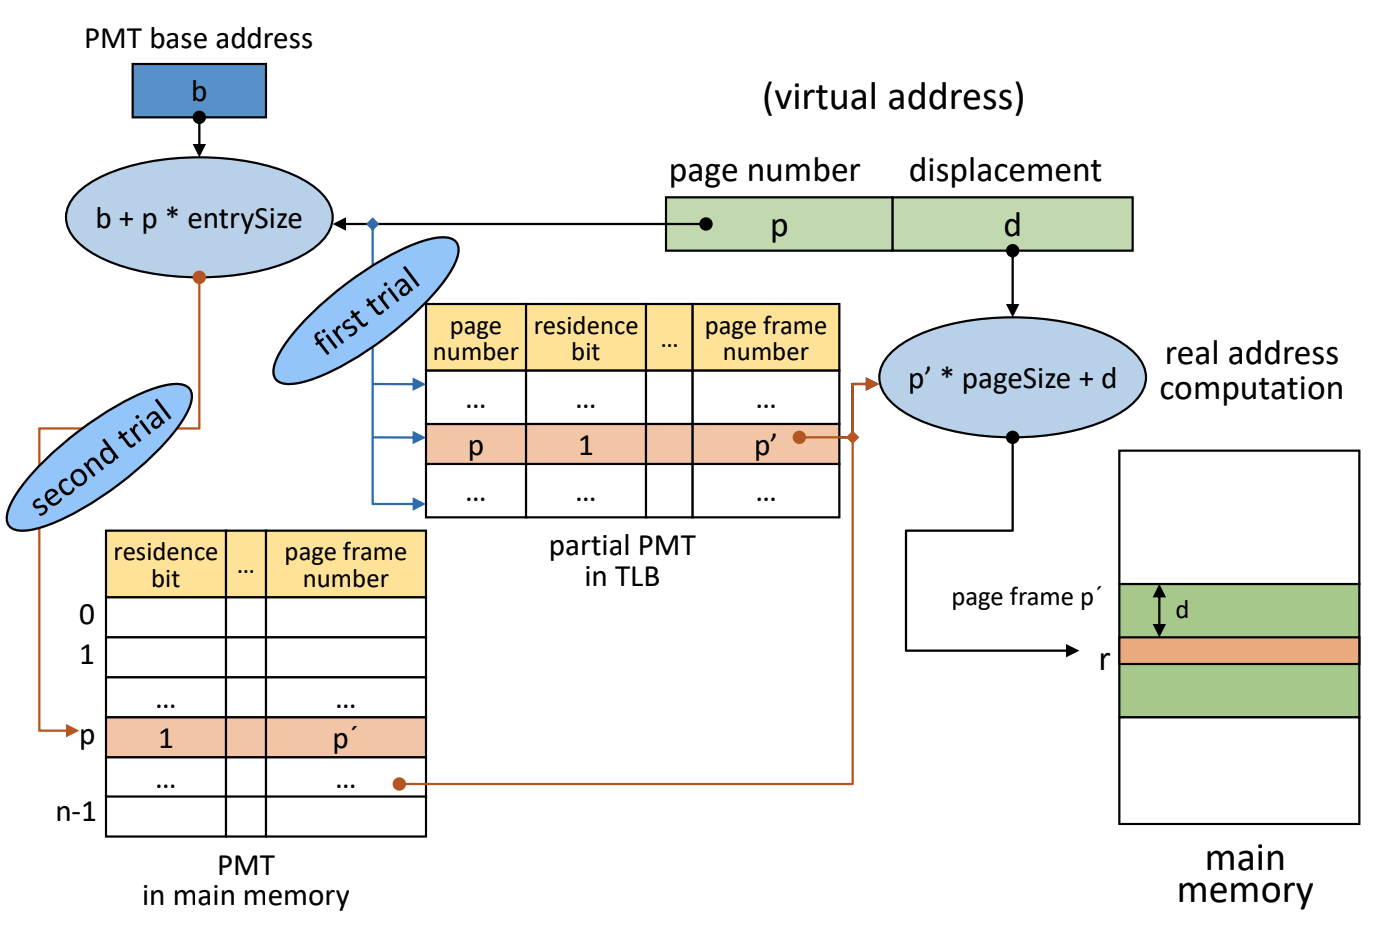 PMT base address
b
(virtual address)
page number displacement
b + p * entrySize
p d
first trial
page number residence bit ... page frame number
real address
computation
p’ * pageSize + d
... ... ...
p 1 p’
... ... ...
second trial
partial PMT
in TLB
residence bit ... page frame number
0
1
... ...
p 1 p´
... ...
n-1
PMT
in main memory
page frame p´ d
r
main
memory